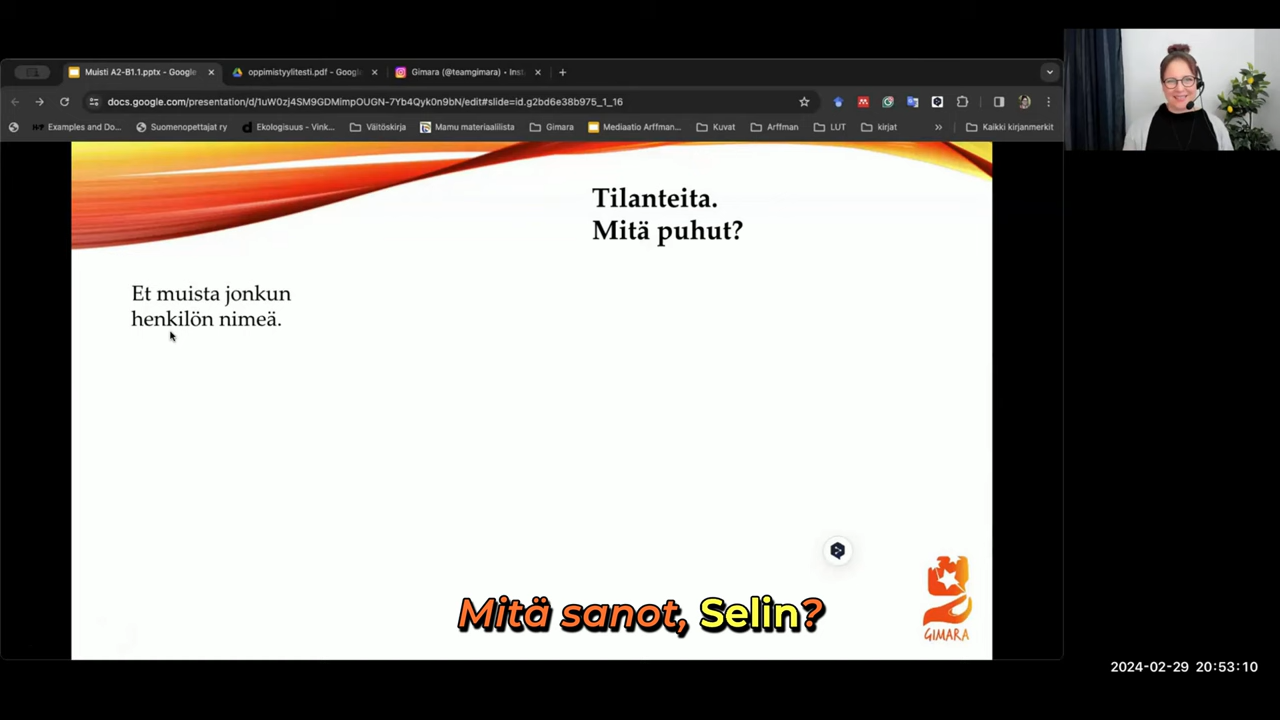 Muisti A2-B1.1.pptx - Google
oppimistyylitesti.pdf - Goog
Gimara (@teamgimara) • Inst
docs.google.com/presentation/d/1uW0zj4SM9GDMimpOUGN-7Yb4Qyk0n9bN/edit#slide=id.g2bd6e38b975_1_16
Examples and Do...
Suomenopettajat ry
Ekologisuus - Vink...
Väitöskirja
Mamu materiaalilista
Gimara
Mediaatio Arffman...
Kuvat
Arffman
LUT
kirjat
Kaikki kirjanmerkit
Tilanteita.
Mitä puhut?
Et muista jonkun
henkilön nimeä.
GIMARA
Mitä sanot, Selin?
2024-02-29 20:53:10